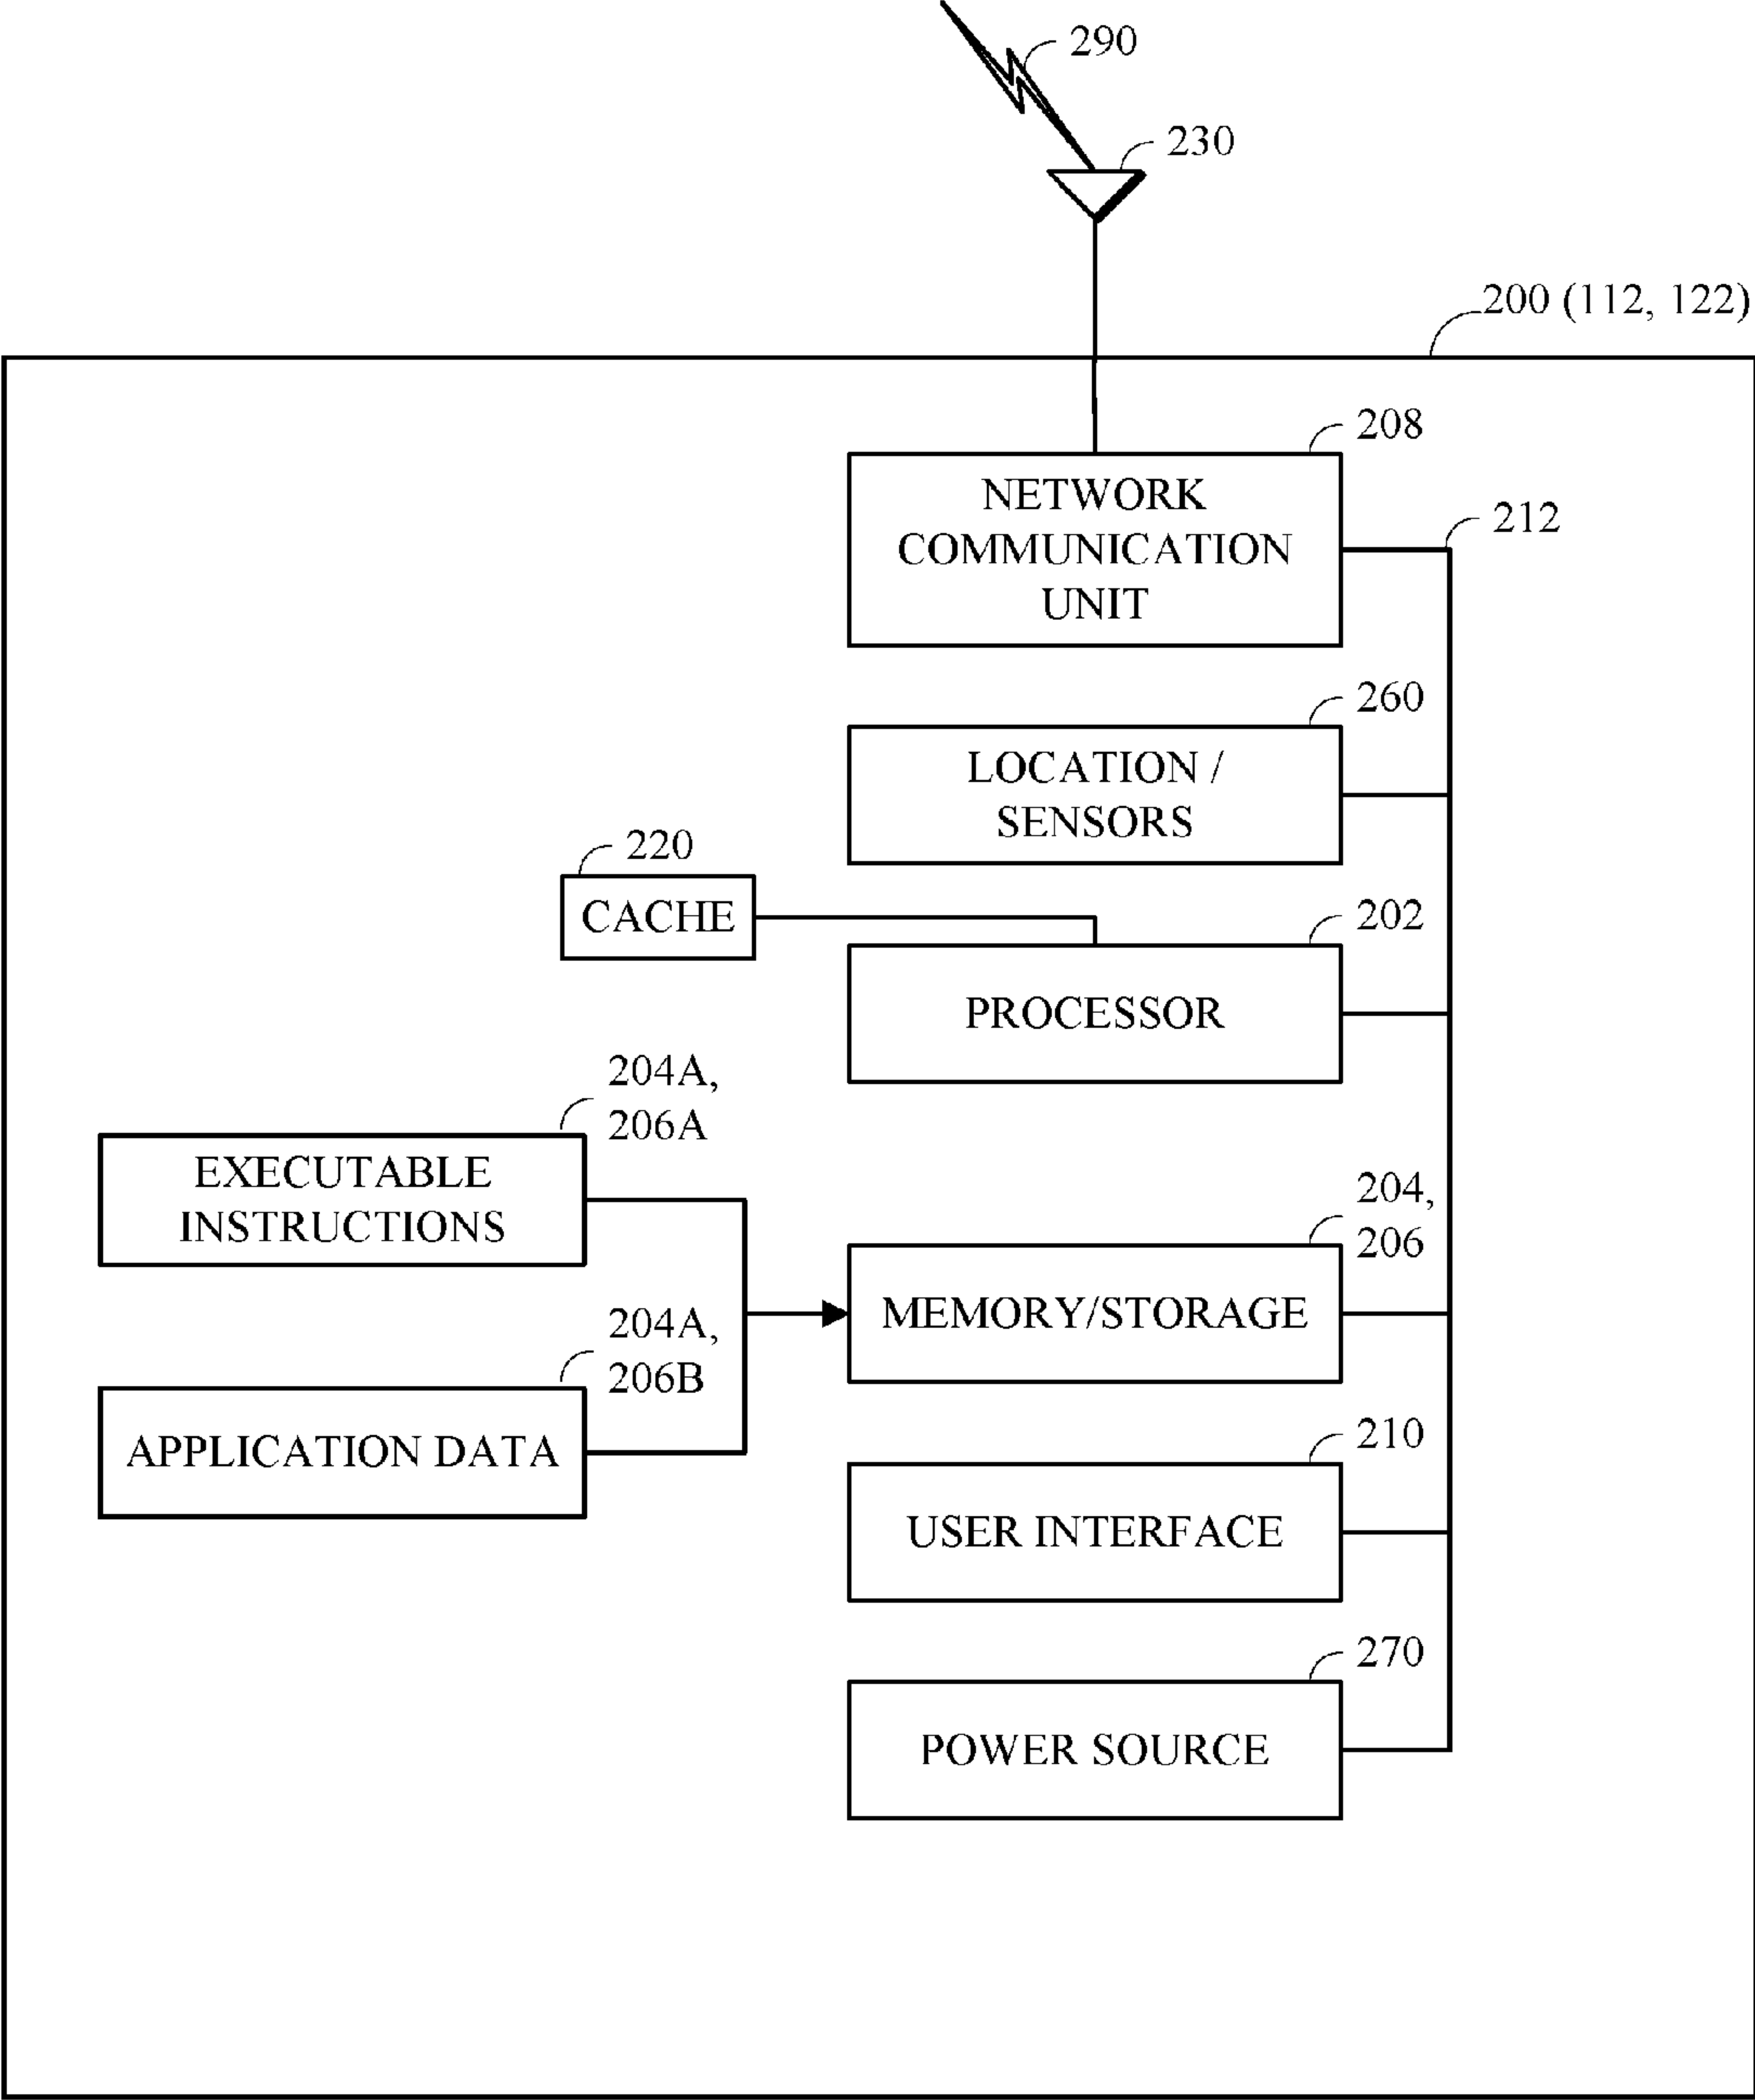 290
230
200 (112, 122)
208
NETWORK
COMMUNICATION
UNIT
212
260
LOCATION /
SENSORS
220
CACHE
202
PROCESSOR
204A,
206A
EXECUTABLE
INSTRUCTIONS
204,
206
MEMORY/STORAGE
204A,
206B
APPLICATION DATA
210
USER INTERFACE
270
POWER SOURCE